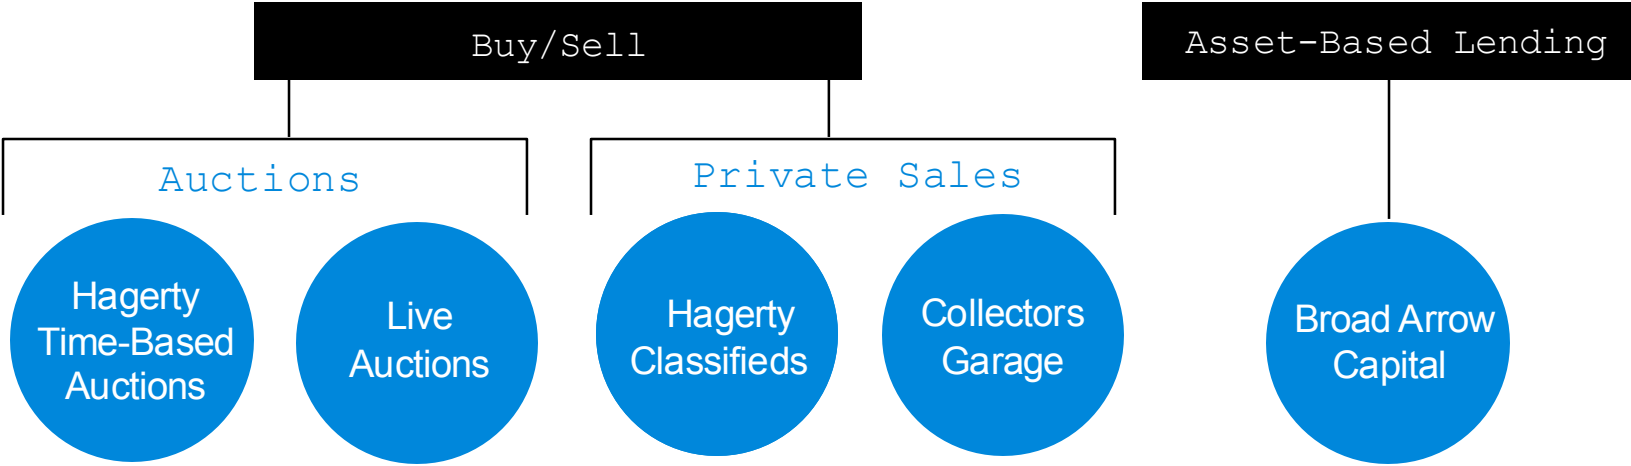 Buy/Sell
Asset-Based Lending
Auctions
Private Sales
Hagerty
Time-Based
Auctions
Live
Auctions
Hagerty
Classifieds
Collectors
Garage
Broad Arrow
Capital